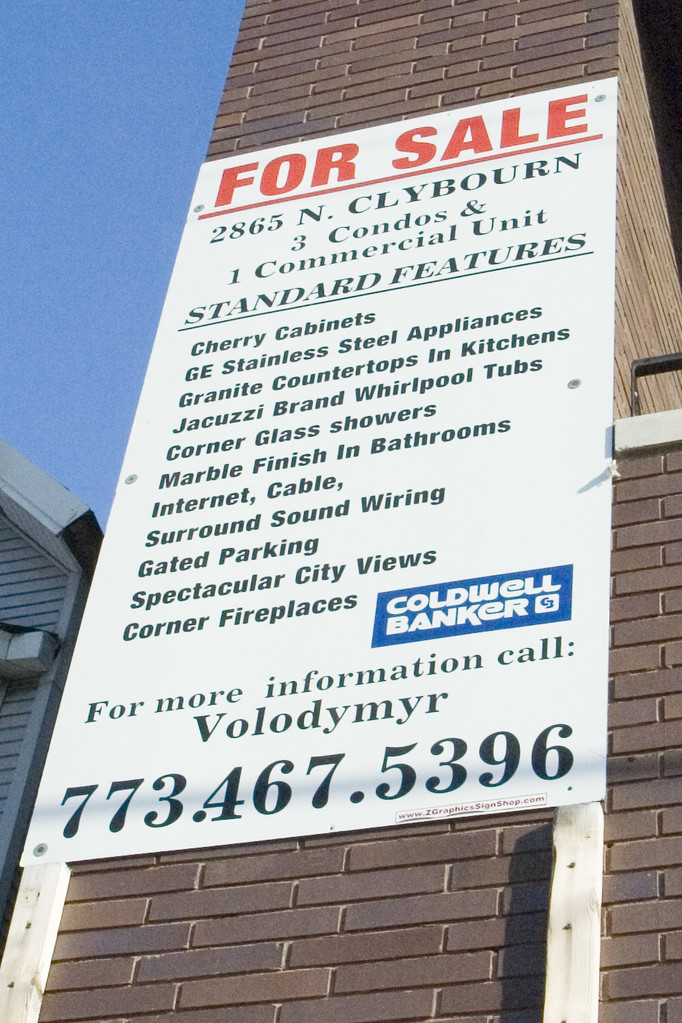 FOR SALE
2865 N. CLYBOURN
3 Condos &
1 Commercial Unit
STANDARD FEATURES
Cherry Cabinets
GE Stainless Steel Appliances
Granite Countertops In Kitchens
Jacuzzi Brand Whirlpool Tubs
Corner Glass showers
Marble Finish In Bathrooms
Internet, Cable,
Surround Sound Wiring
Gated Parking
Spectacular City Views
Corner Fireplaces
COLDWELL
BANKER CB
For more information call:
Volodymyr
773.467.5396
www.ZGraphicsSignShop.com